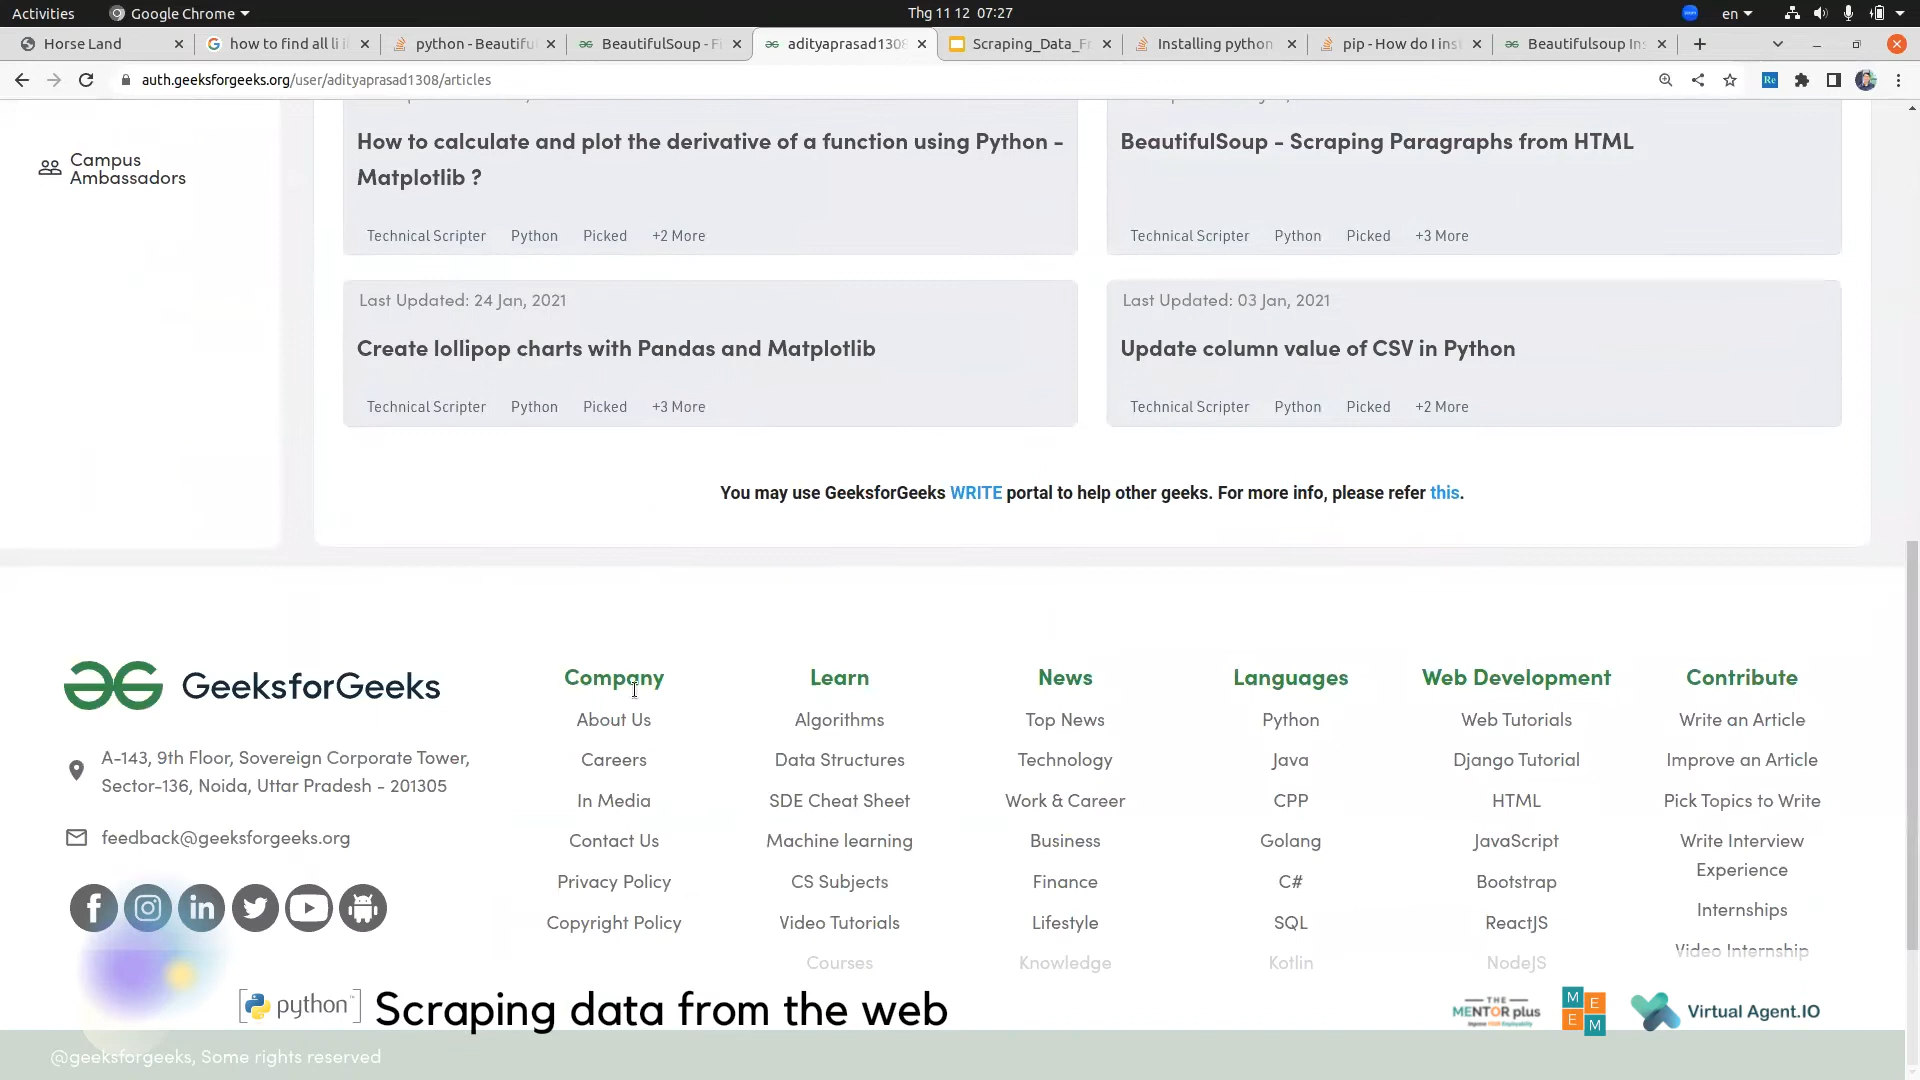 Activities
Google Chrome
Thg 11 12 07:27
en
Horse Land
how to find all li i
python - Beautifu
BeautifulSoup - F
adityaprasad1308
Scraping_Data_Fr
Installing python
pip - How do I inst
Beautifulsoup Ins
auth.geeksforgeeks.org/user/adityaprasad1308/articles
Re
Campus
Ambassadors
How to calculate and plot the derivative of a function using Python -
Matplotlib ?
Technical Scripter Python Picked +2 More
BeautifulSoup - Scraping Paragraphs from HTML
Technical Scripter Python Picked +3 More
Last Updated: 24 Jan, 2021
Create lollipop charts with Pandas and Matplotlib
Technical Scripter Python Picked +3 More
Last Updated: 03 Jan, 2021
Update column value of CSV in Python
Technical Scripter Python Picked +2 More
You may use GeeksforGeeks WRITE portal to help other geeks. For more info, please refer this.
GeeksforGeeks
A-143, 9th Floor, Sovereign Corporate Tower,
Sector-136, Noida, Uttar Pradesh - 201305
feedback@geeksforgeeks.org
Company
About Us
Careers
In Media
Contact Us
Privacy Policy
Copyright Policy
Learn
Algorithms
Data Structures
SDE Cheat Sheet
Machine learning
CS Subjects
Video Tutorials
Courses
News
Top News
Technology
Work & Career
Business
Finance
Lifestyle
Knowledge
Languages
Python
Java
CPP
Golang
C#
SQL
Kotlin
Web Development
Web Tutorials
Django Tutorial
HTML
JavaScript
Bootstrap
ReactJS
NodeJS
Contribute
Write an Article
Improve an Article
Pick Topics to Write
Write Interview
Experience
Internships
Video Internship
python Scraping data from the web
THE
MENTOR plus
M E
E M
Virtual Agent.IO
@geeksforgeeks, Some rights reserved